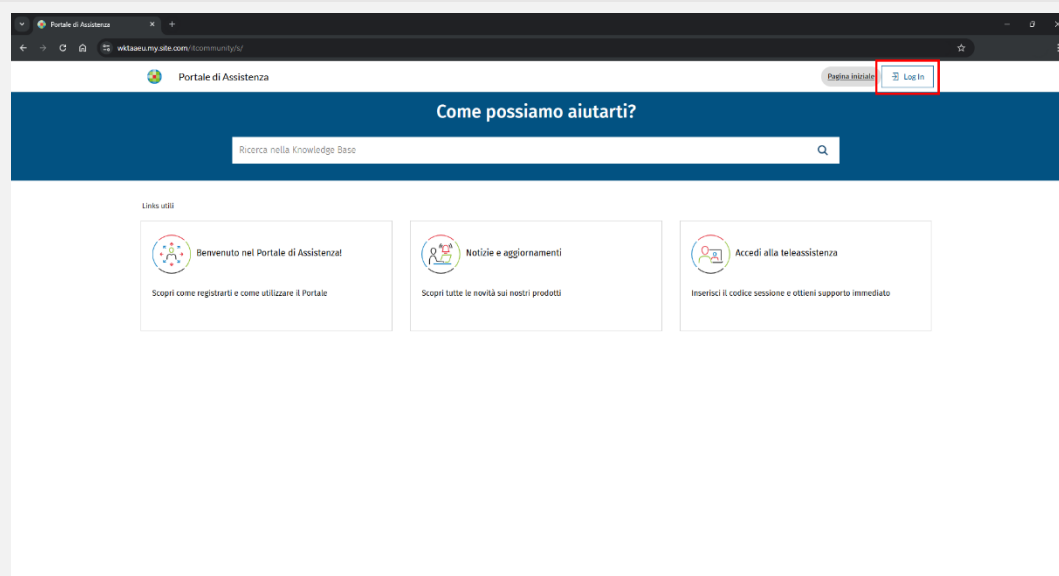 Portale di Assistenza
wktaaeu.my.site.com/itcommunity/s/
Portale di Assistenza
Pagina iniziale
Log In
Come possiamo aiutarti?
Ricerca nella Knowledge Base
Links utili
Benvenuto nel Portale di Assistenza!
Scopri come registrarti e come utilizzare il Portale
Notizie e aggiornamenti
Scopri tutte le novità sui nostri prodotti
Accedi alla teleassistenza
Inserisci il codice sessione e ottieni supporto immediato